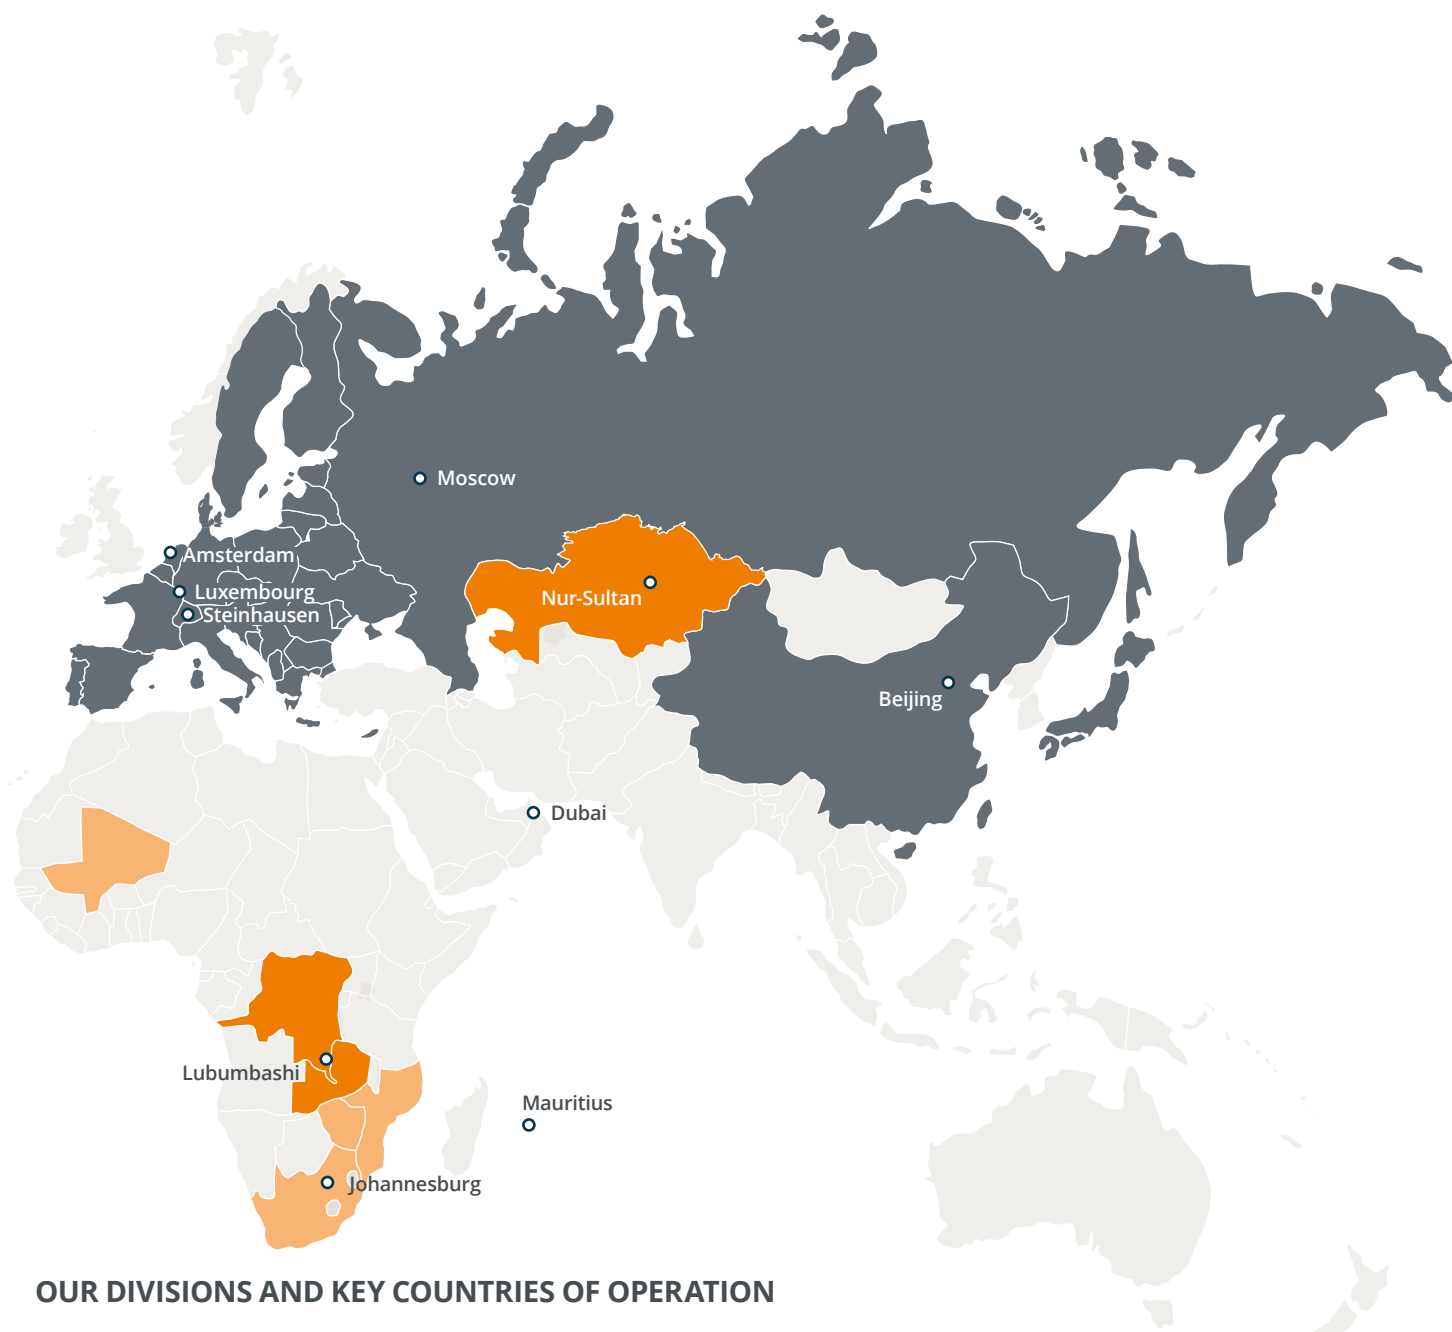 Moscow
Amsterdam
Luxembourg
Steinhausen
Nur-Sultan
Beijing
Dubai
Lubumbashi
Mauritius
Johannesburg
OUR DIVISIONS AND KEY COUNTRIES OF OPERATION